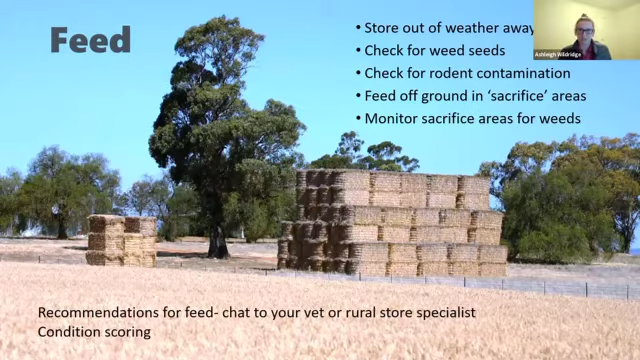 Feed
• Store out of weather away
• Check for weed seeds
• Check for rodent contamination
• Feed off ground in ‘sacrifice’ areas
• Monitor sacrifice areas for weeds
Ashleigh Wildridge
Recommendations for feed- chat to your vet or rural store specialist
Condition scoring